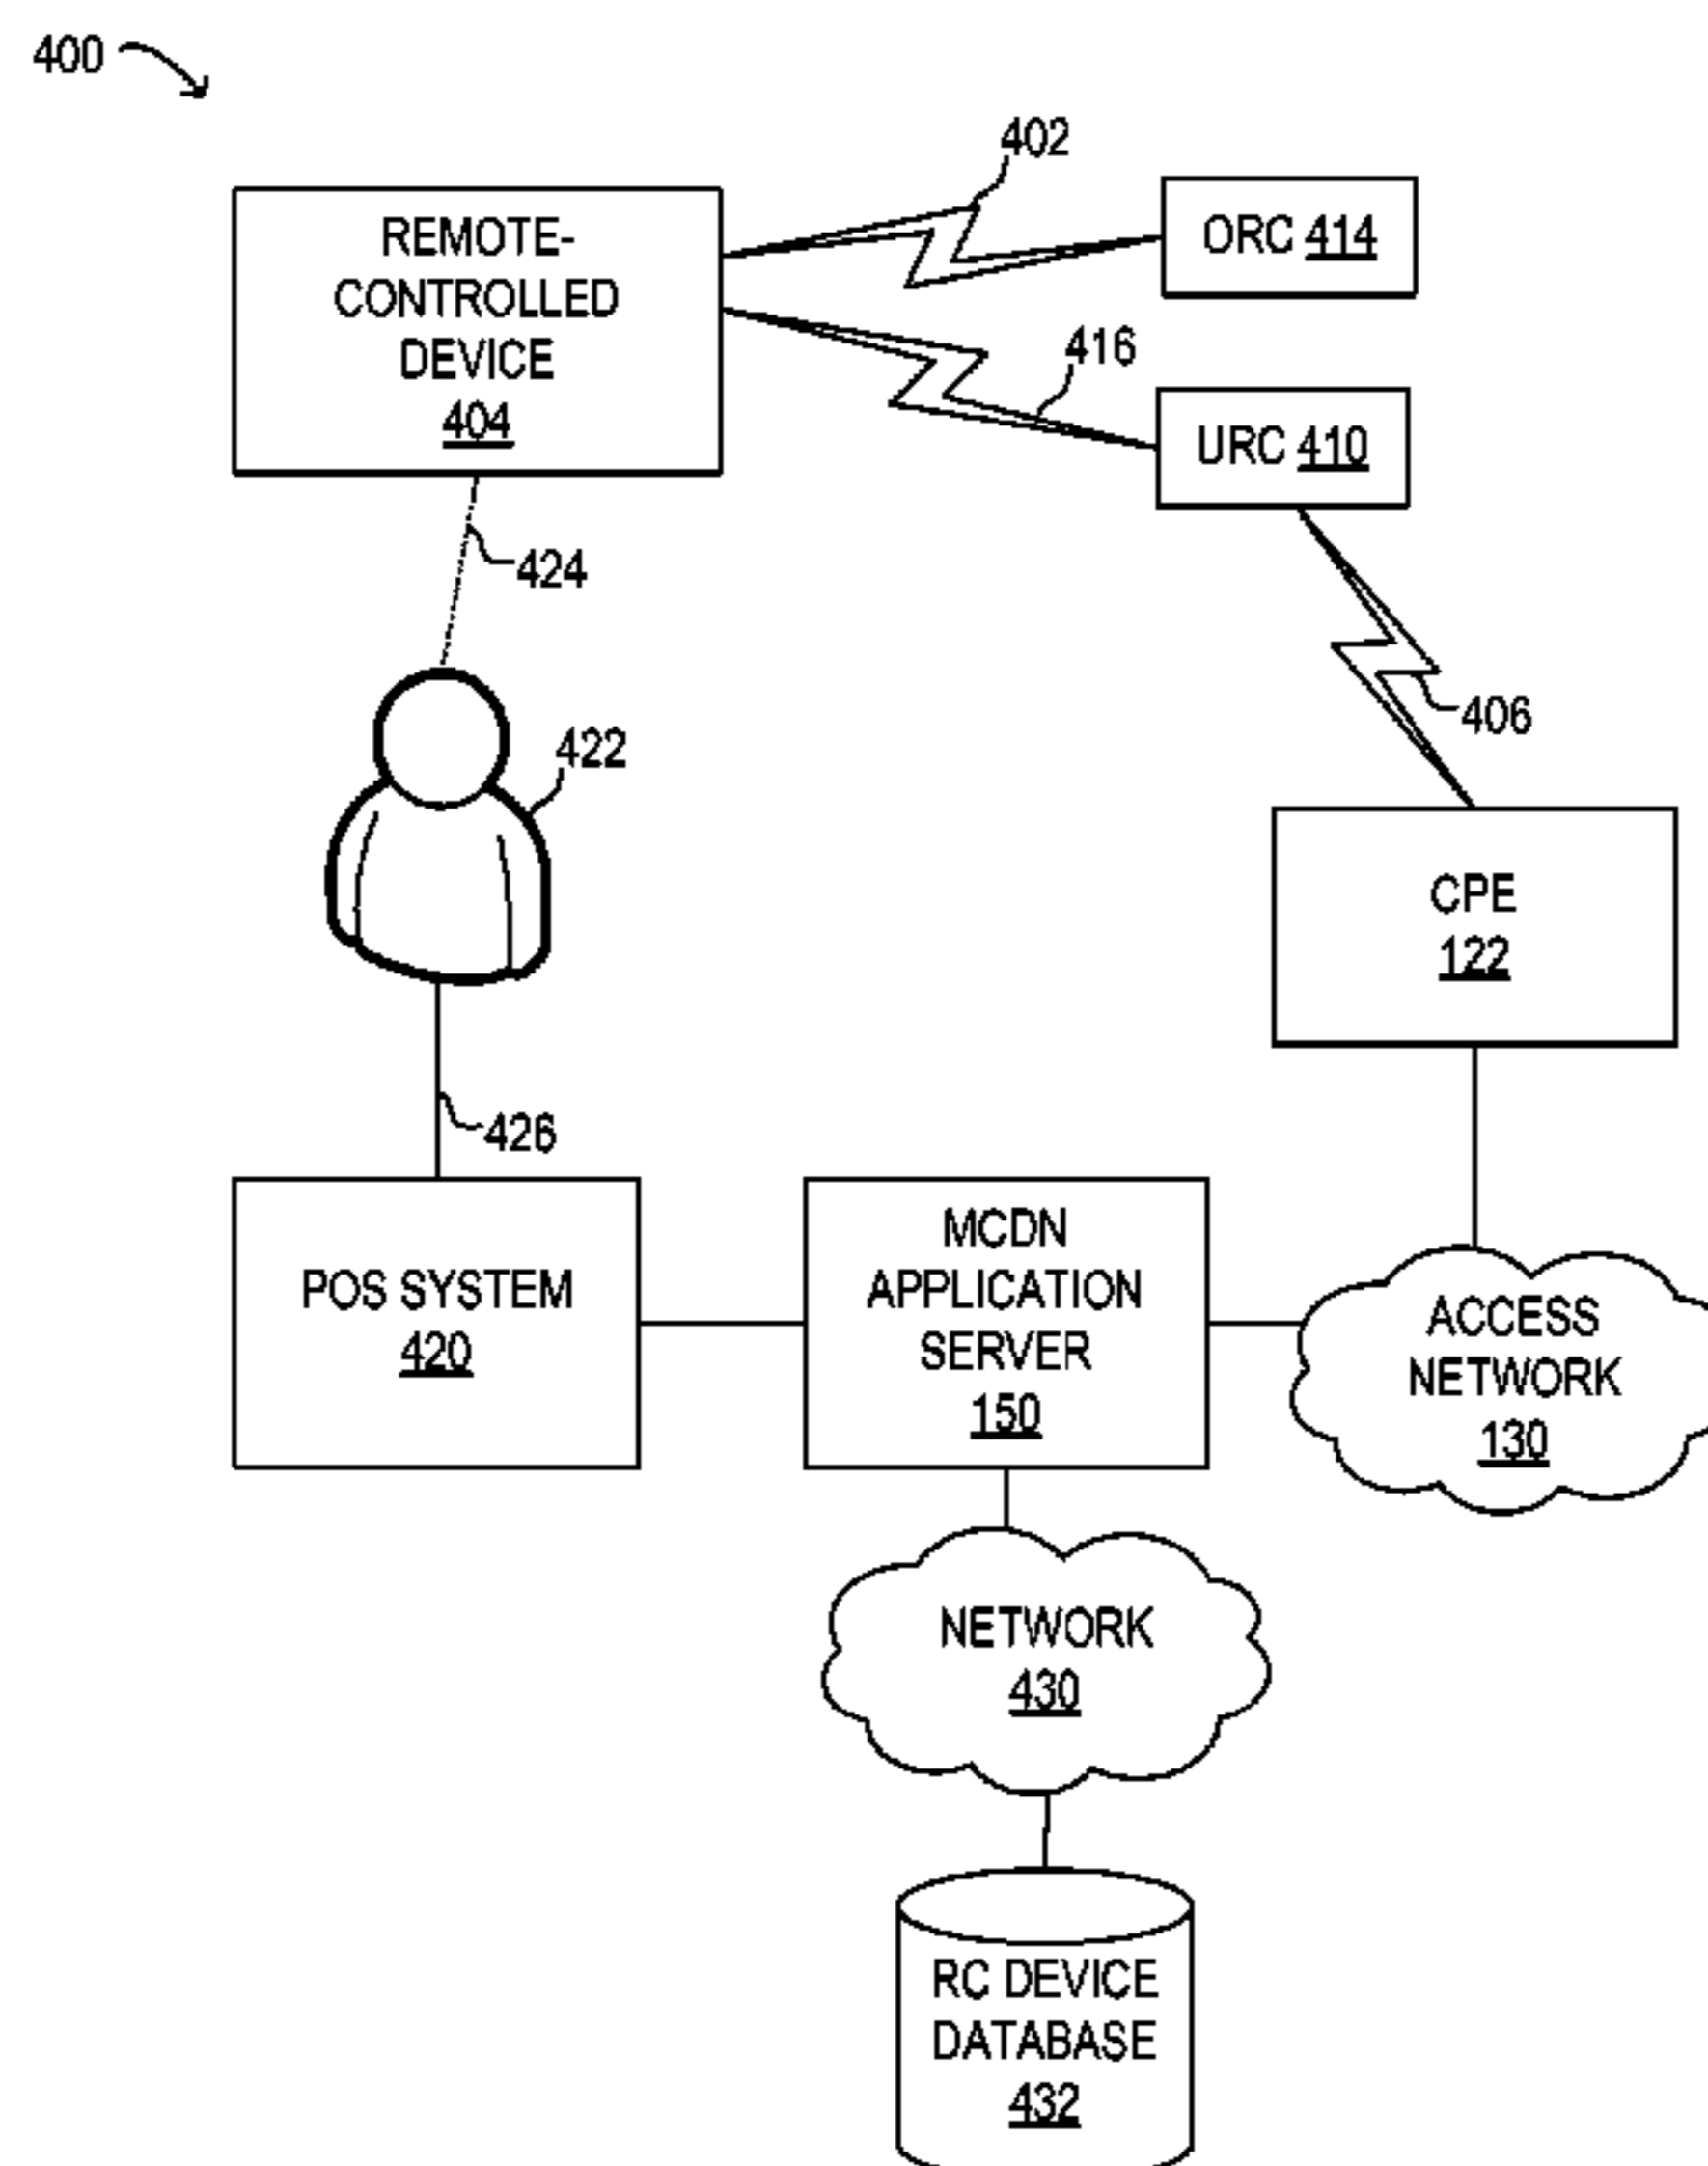 400
402
REMOTE-
CONTROLLED
DEVICE
404
ORC 414
416
URC 410
424
406
422
CPE
122
426
POS SYSTEM
420
MCDN
APPLICATION
SERVER
150
ACCESS
NETWORK
130
NETWORK
430
RC DEVICE
DATABASE
432